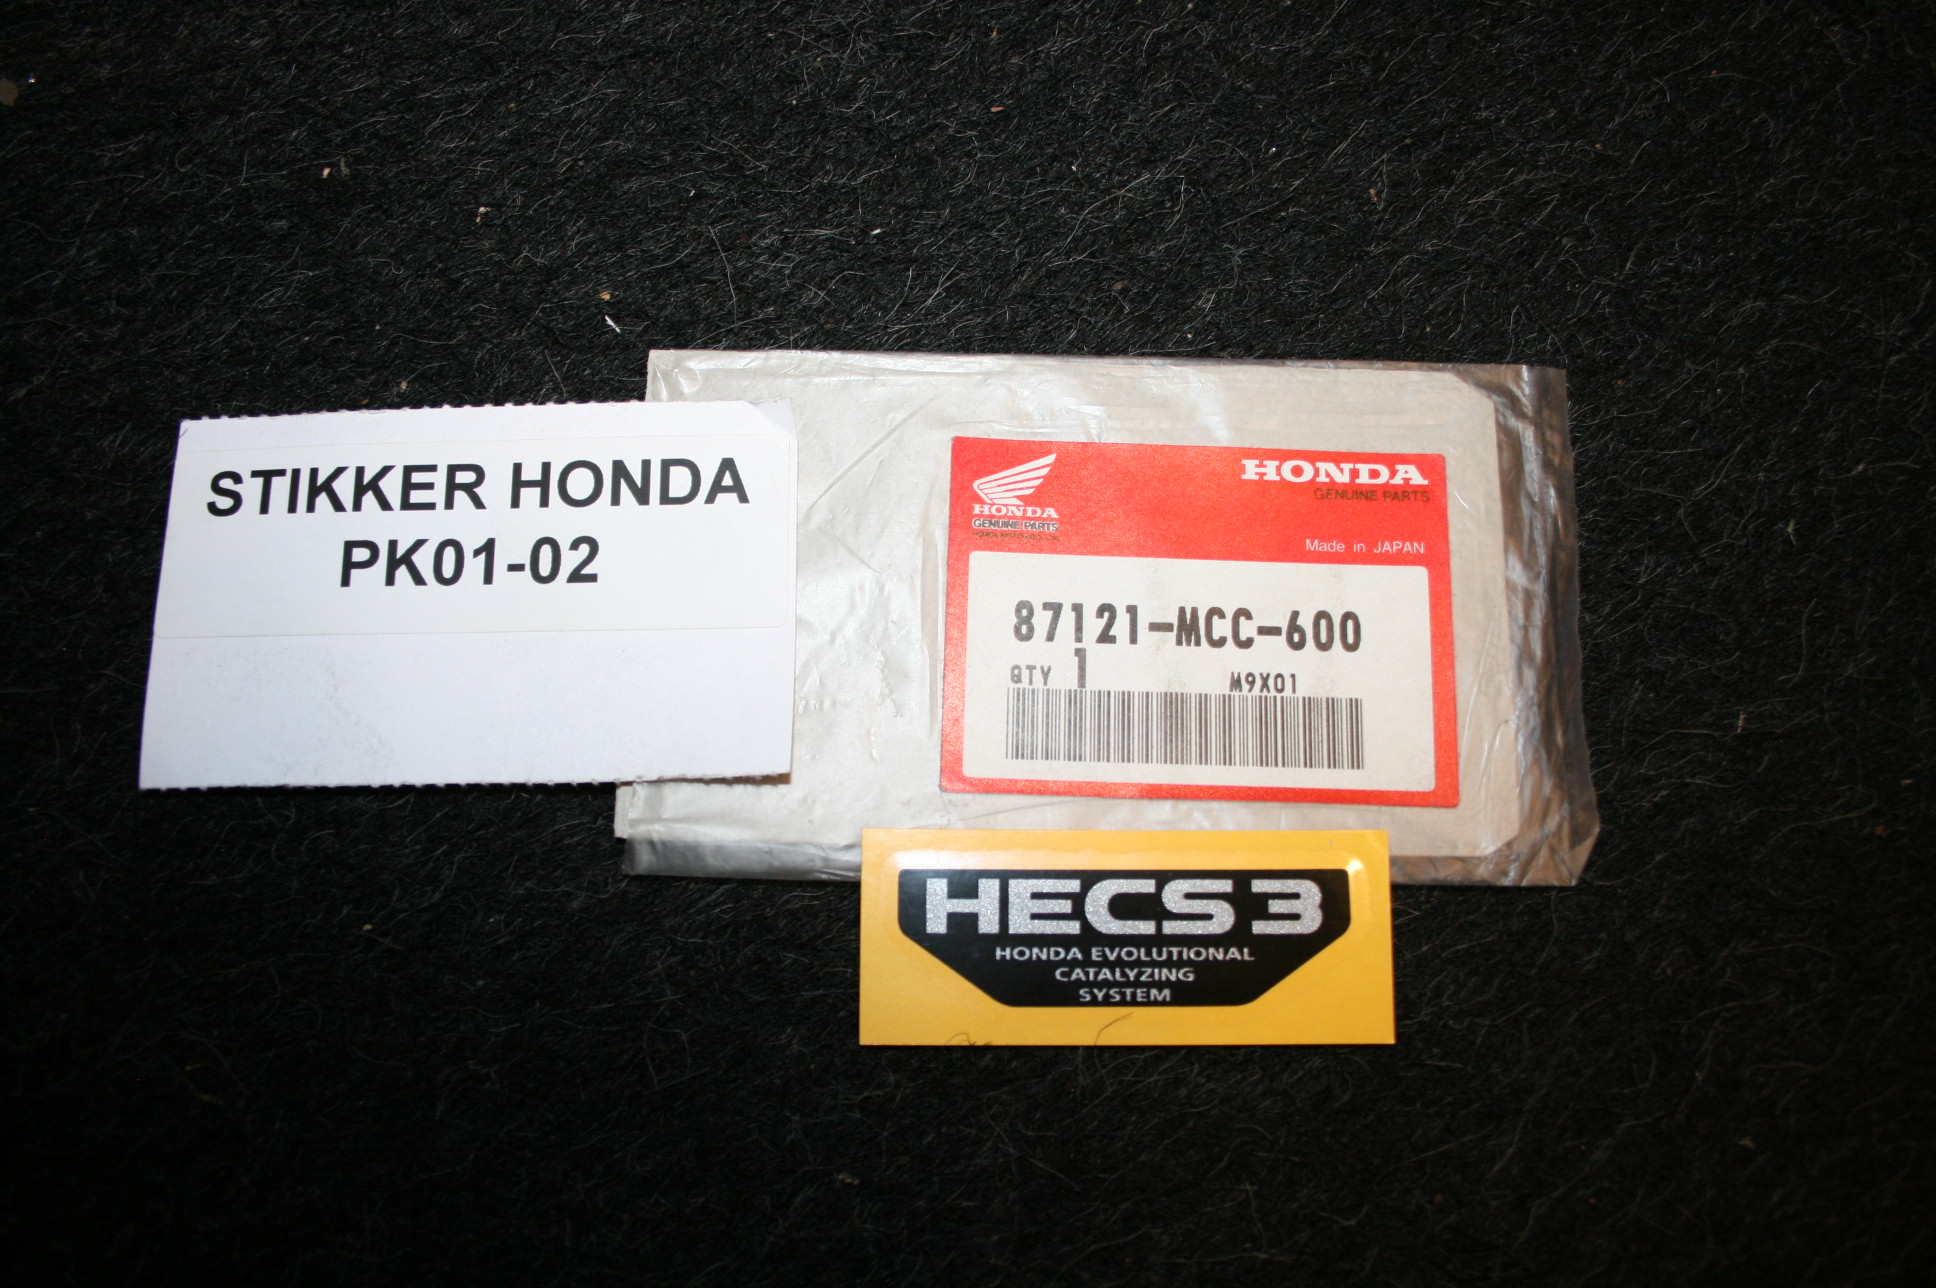 STIKKER HONDA
PK01-02
HONDA
GENUINE PARTS
HONDA
GENUINE PARTS
Made in JAPAN
87121-MCC-600
QTY 1 M9X01
HECS3
HONDA EVOLUTIONAL
CATALYZING
SYSTEM